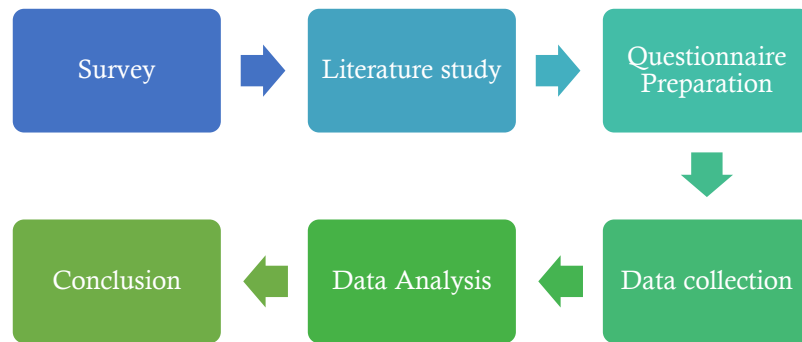 Survey
Literature study
Questionnaire
Preparation
Data collection
Data Analysis
Conclusion